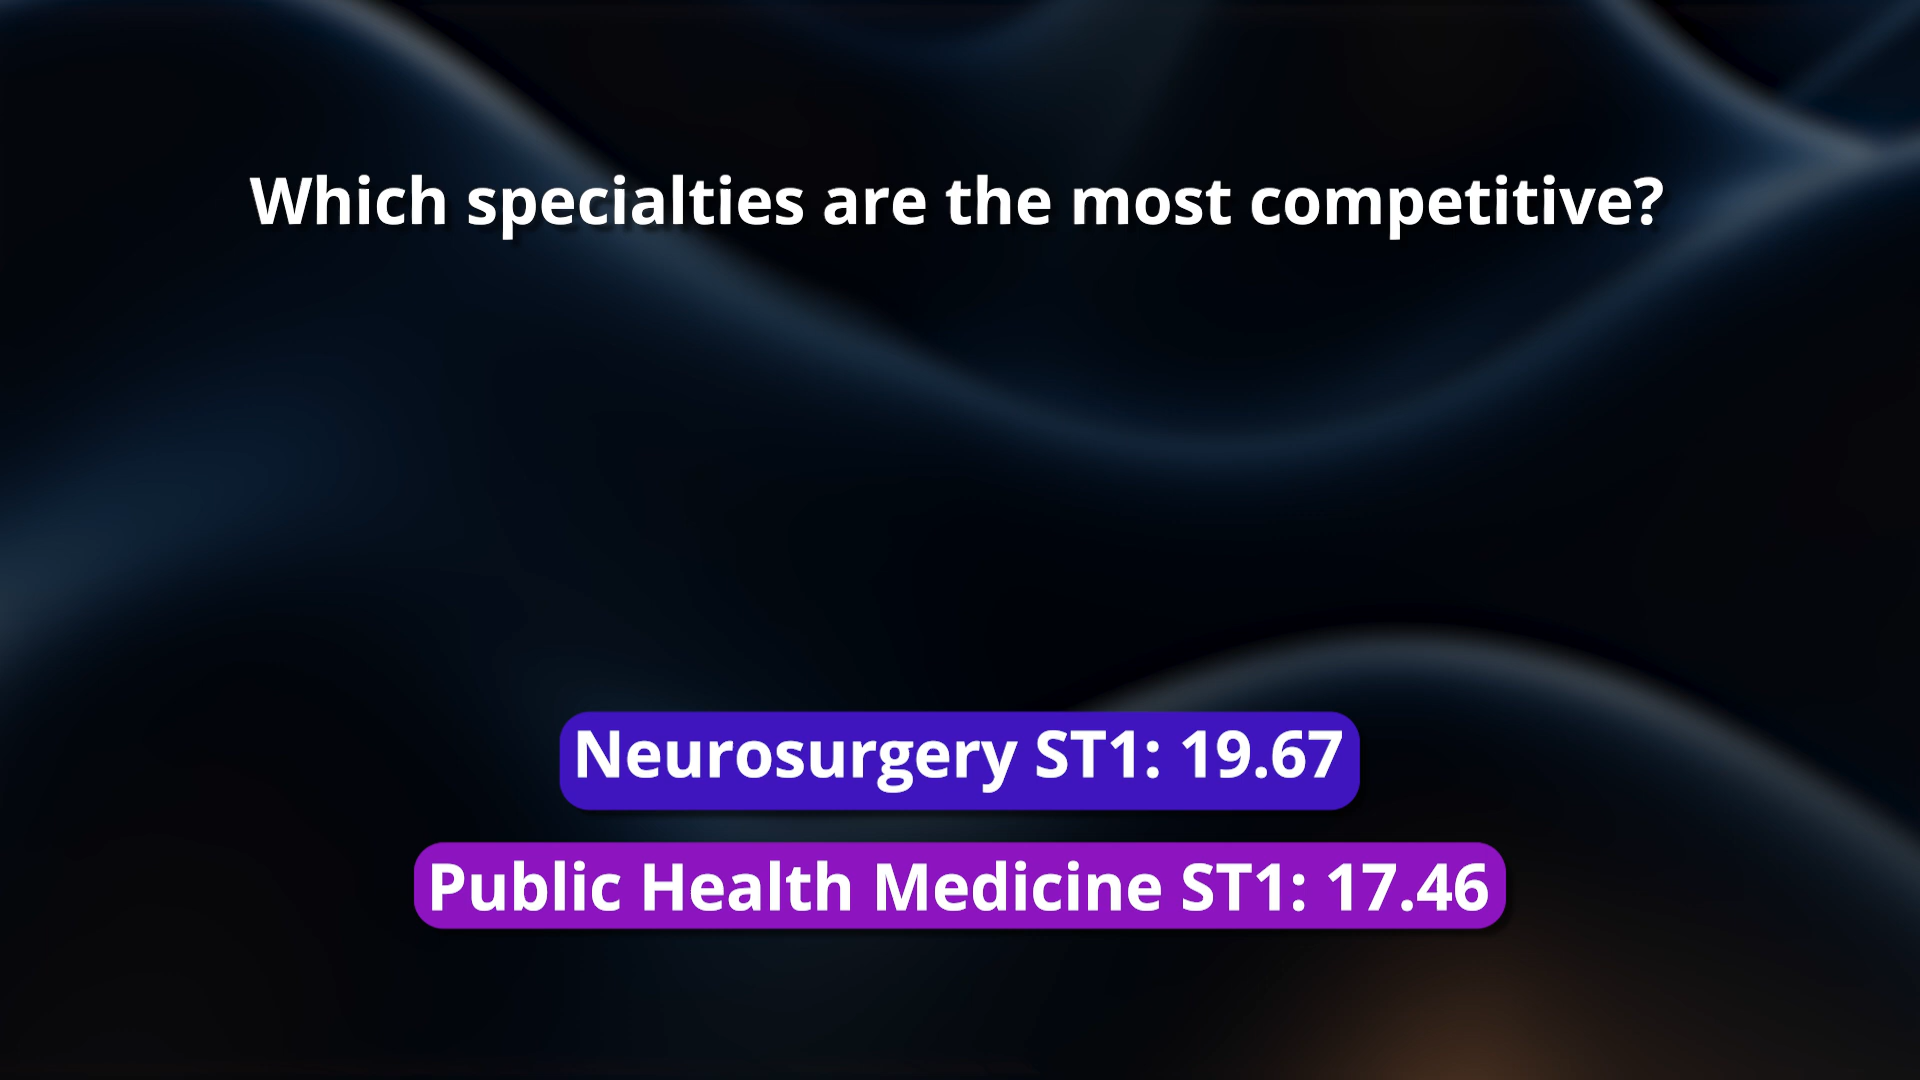 Which specialties are the most competitive?
Neurosurgery ST1: 19.67
Public Health Medicine ST1: 17.46